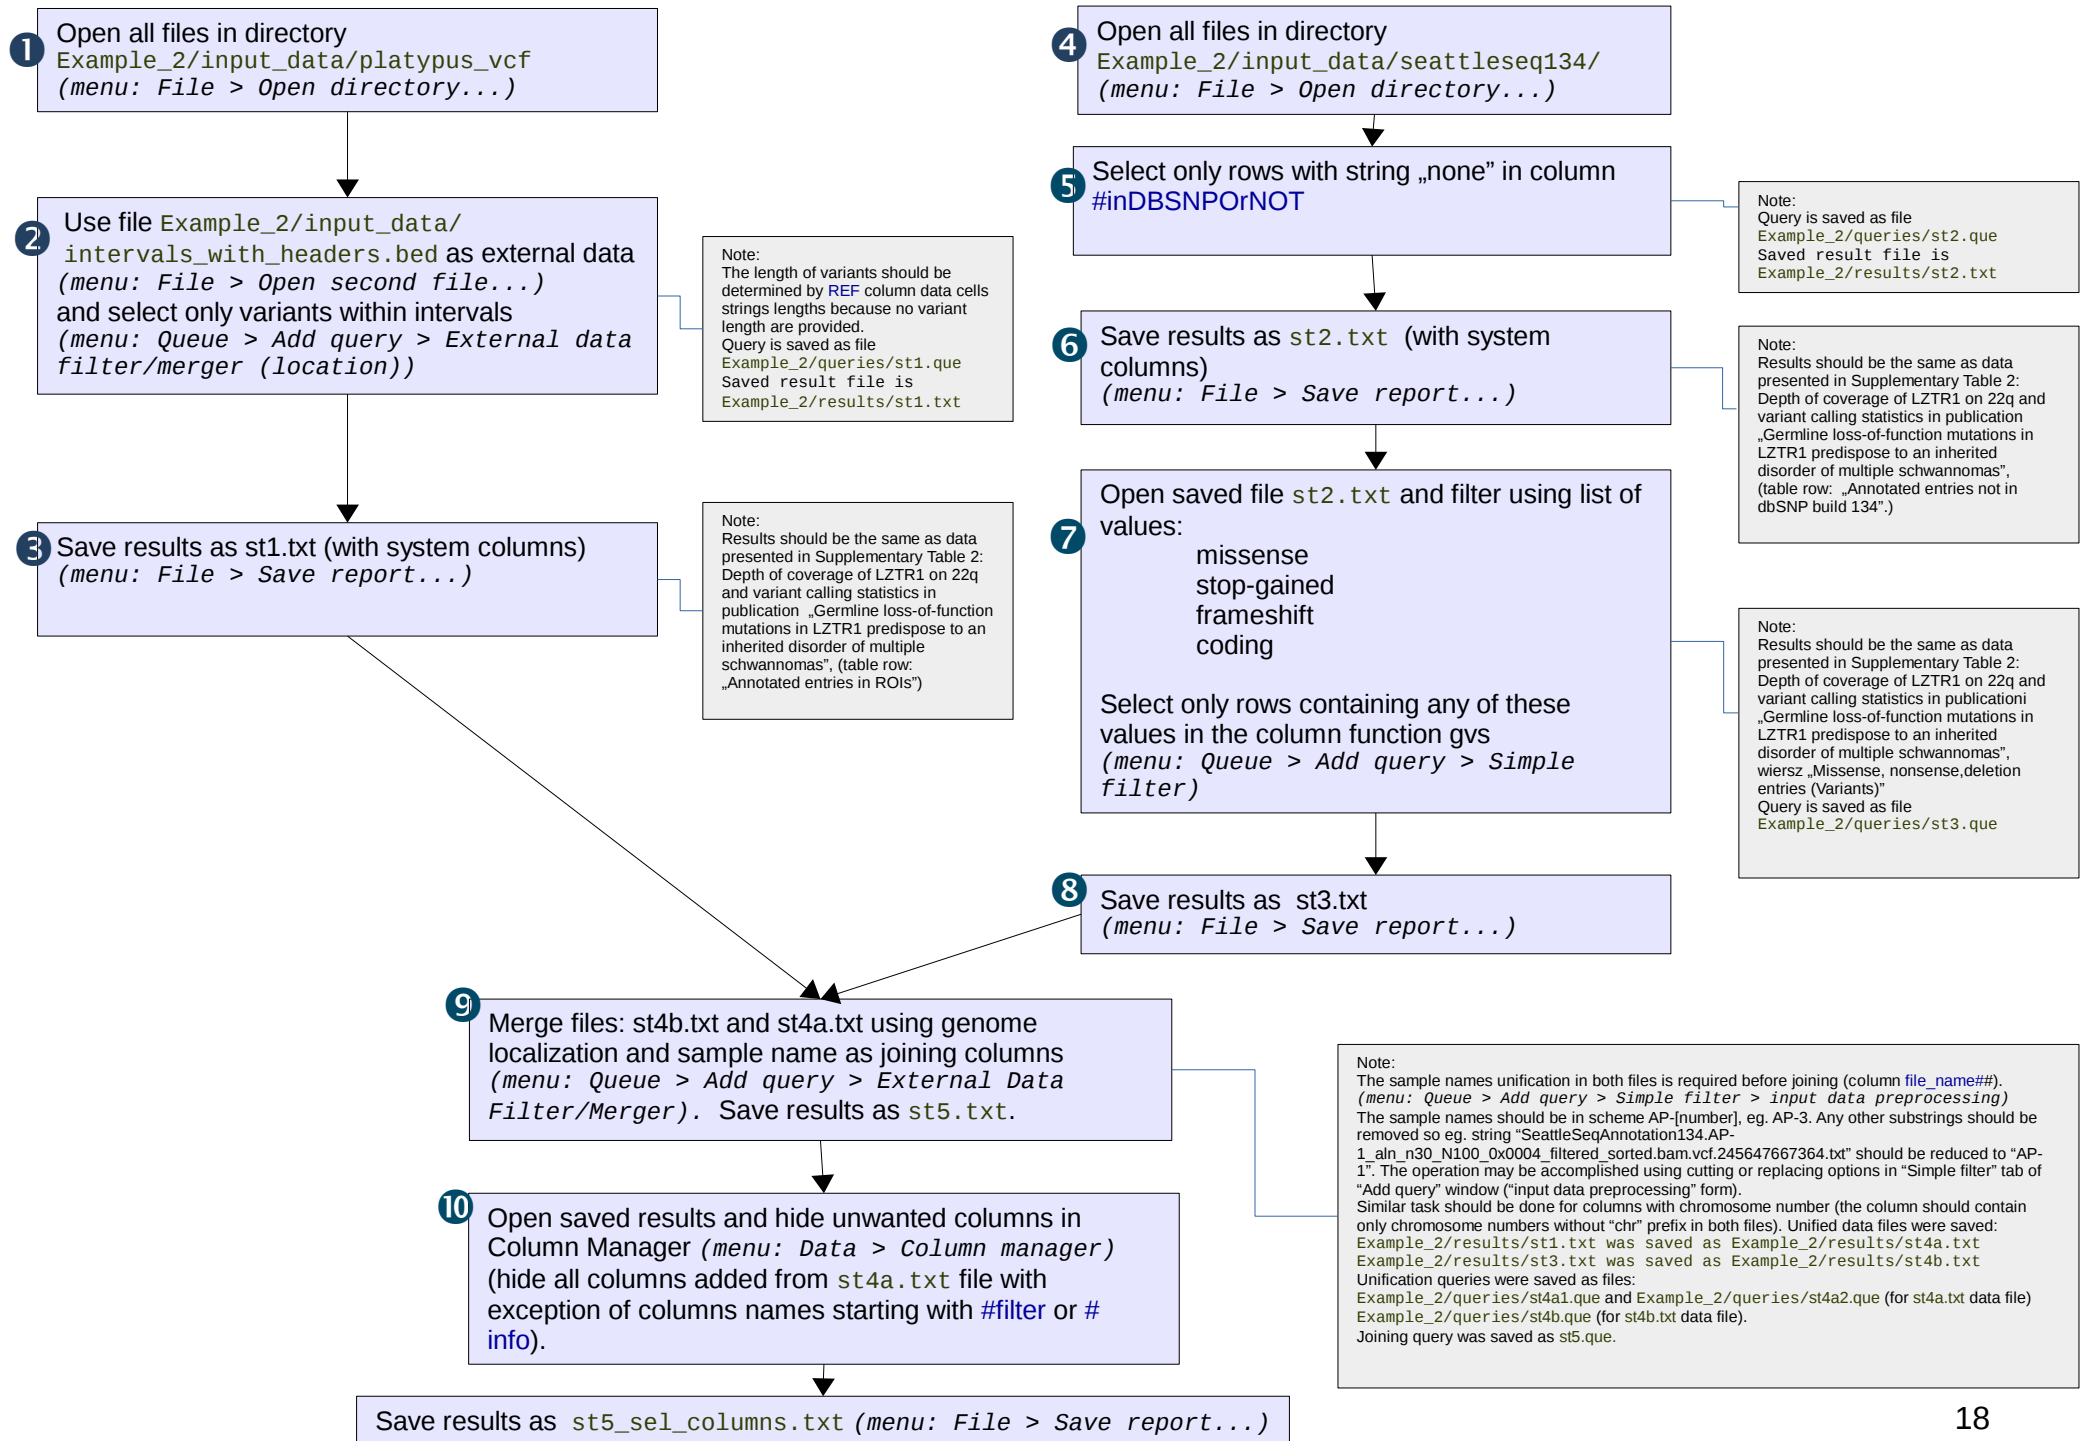 1
Open all files in directory
Example_2/input_data/platypus_vcf
(menu: File > Open directory...)
2
Use file Example_2/input_data/
intervals_with_headers.bed as external data
(menu: File > Open second file...)
and select only variants within intervals
(menu: Queue > Add query > External data
filter/merger (location))
Note:
The length of variants should be
determined by REF column data cells
strings lengths because no variant
length are provided.
Query is saved as file
Example_2/queries/st1.que
Saved result file is
Example_2/results/st1.txt
3
Save results as st1.txt (with system columns)
(menu: File > Save report...)
Note:
Results should be the same as data
presented in Supplementary Table 2:
Depth of coverage of LZTR1 on 22q
and variant calling statistics in
publication „Germline loss-of-function
mutations in LZTR1 predispose to an
inherited disorder of multiple
schwannomas”, (table row:
„Annotated entries in ROIs”)
4
Open all files in directory
Example_2/input_data/seattleseq134/
(menu: File > Open directory...)
5
Select only rows with string „none” in column
#inDBSNPOrNOT
Note:
Query is saved as file
Example_2/queries/st2.que
Saved result file is
Example_2/results/st2.txt
6
Save results as st2.txt (with system
columns)
(menu: File > Save report...)
Note:
Results should be the same as data
presented in Supplementary Table 2:
Depth of coverage of LZTR1 on 22q and
variant calling statistics in publication
„Germline loss-of-function mutations in
LZTR1 predispose to an inherited
disorder of multiple schwannomas”,
(table row: „Annotated entries not in
dbSNP build 134”.)
7
Open saved file st2.txt and filter using list of
values:
missense
stop-gained
frameshift
coding
Select only rows containing any of these
values in the column function gvs
(menu: Queue > Add query > Simple
filter)
Note:
Results should be the same as data
presented in Supplementary Table 2:
Depth of coverage of LZTR1 on 22q and
variant calling statistics in publicationi
„Germline loss-of-function mutations in
LZTR1 predispose to an inherited
disorder of multiple schwannomas”,
wiersz „Missense, nonsense,deletion
entries (Variants)”
Query is saved as file
Example_2/queries/st3.que
8
Save results as st3.txt
(menu: File > Save report...)
9
Merge files: st4b.txt and st4a.txt using genome
localization and sample name as joining columns
(menu: Queue > Add query > External Data
Filter/Merger). Save results as st5.txt.
Note:
The sample names unification in both files is required before joining (column file_name##).
(menu: Queue > Add query > Simple filter > input data preprocessing)
The sample names should be in scheme AP-[number], eg. AP-3. Any other substrings should be
removed so eg. string “SeattleSeqAnnotation134.AP-
1_aln_n30_N100_0x0004_filtered_sorted.bam.vcf.245647667364.txt” should be reduced to “AP-
1”. The operation may be accomplished using cutting or replacing options in “Simple filter” tab of
“Add query” window (“input data preprocessing” form).
Similar task should be done for columns with chromosome number (the column should contain
only chromosome numbers without “chr” prefix in both files). Unified data files were saved:
Example_2/results/st1.txt was saved as Example_2/results/st4a.txt
Example_2/results/st3.txt was saved as Example_2/results/st4b.txt
Unification queries were saved as files:
Example_2/queries/st4a1.que and Example_2/queries/st4a2.que (for st4a.txt data file)
Example_2/queries/st4b.que (for st4b.txt data file).
Joining query was saved as st5.que.
10
Open saved results and hide unwanted columns in
Column Manager (menu: Data > Column manager)
(hide all columns added from st4a.txt file with
exception of columns names starting with #filter or #
info).
Save results as st5_sel_columns.txt (menu: File > Save report...)
18